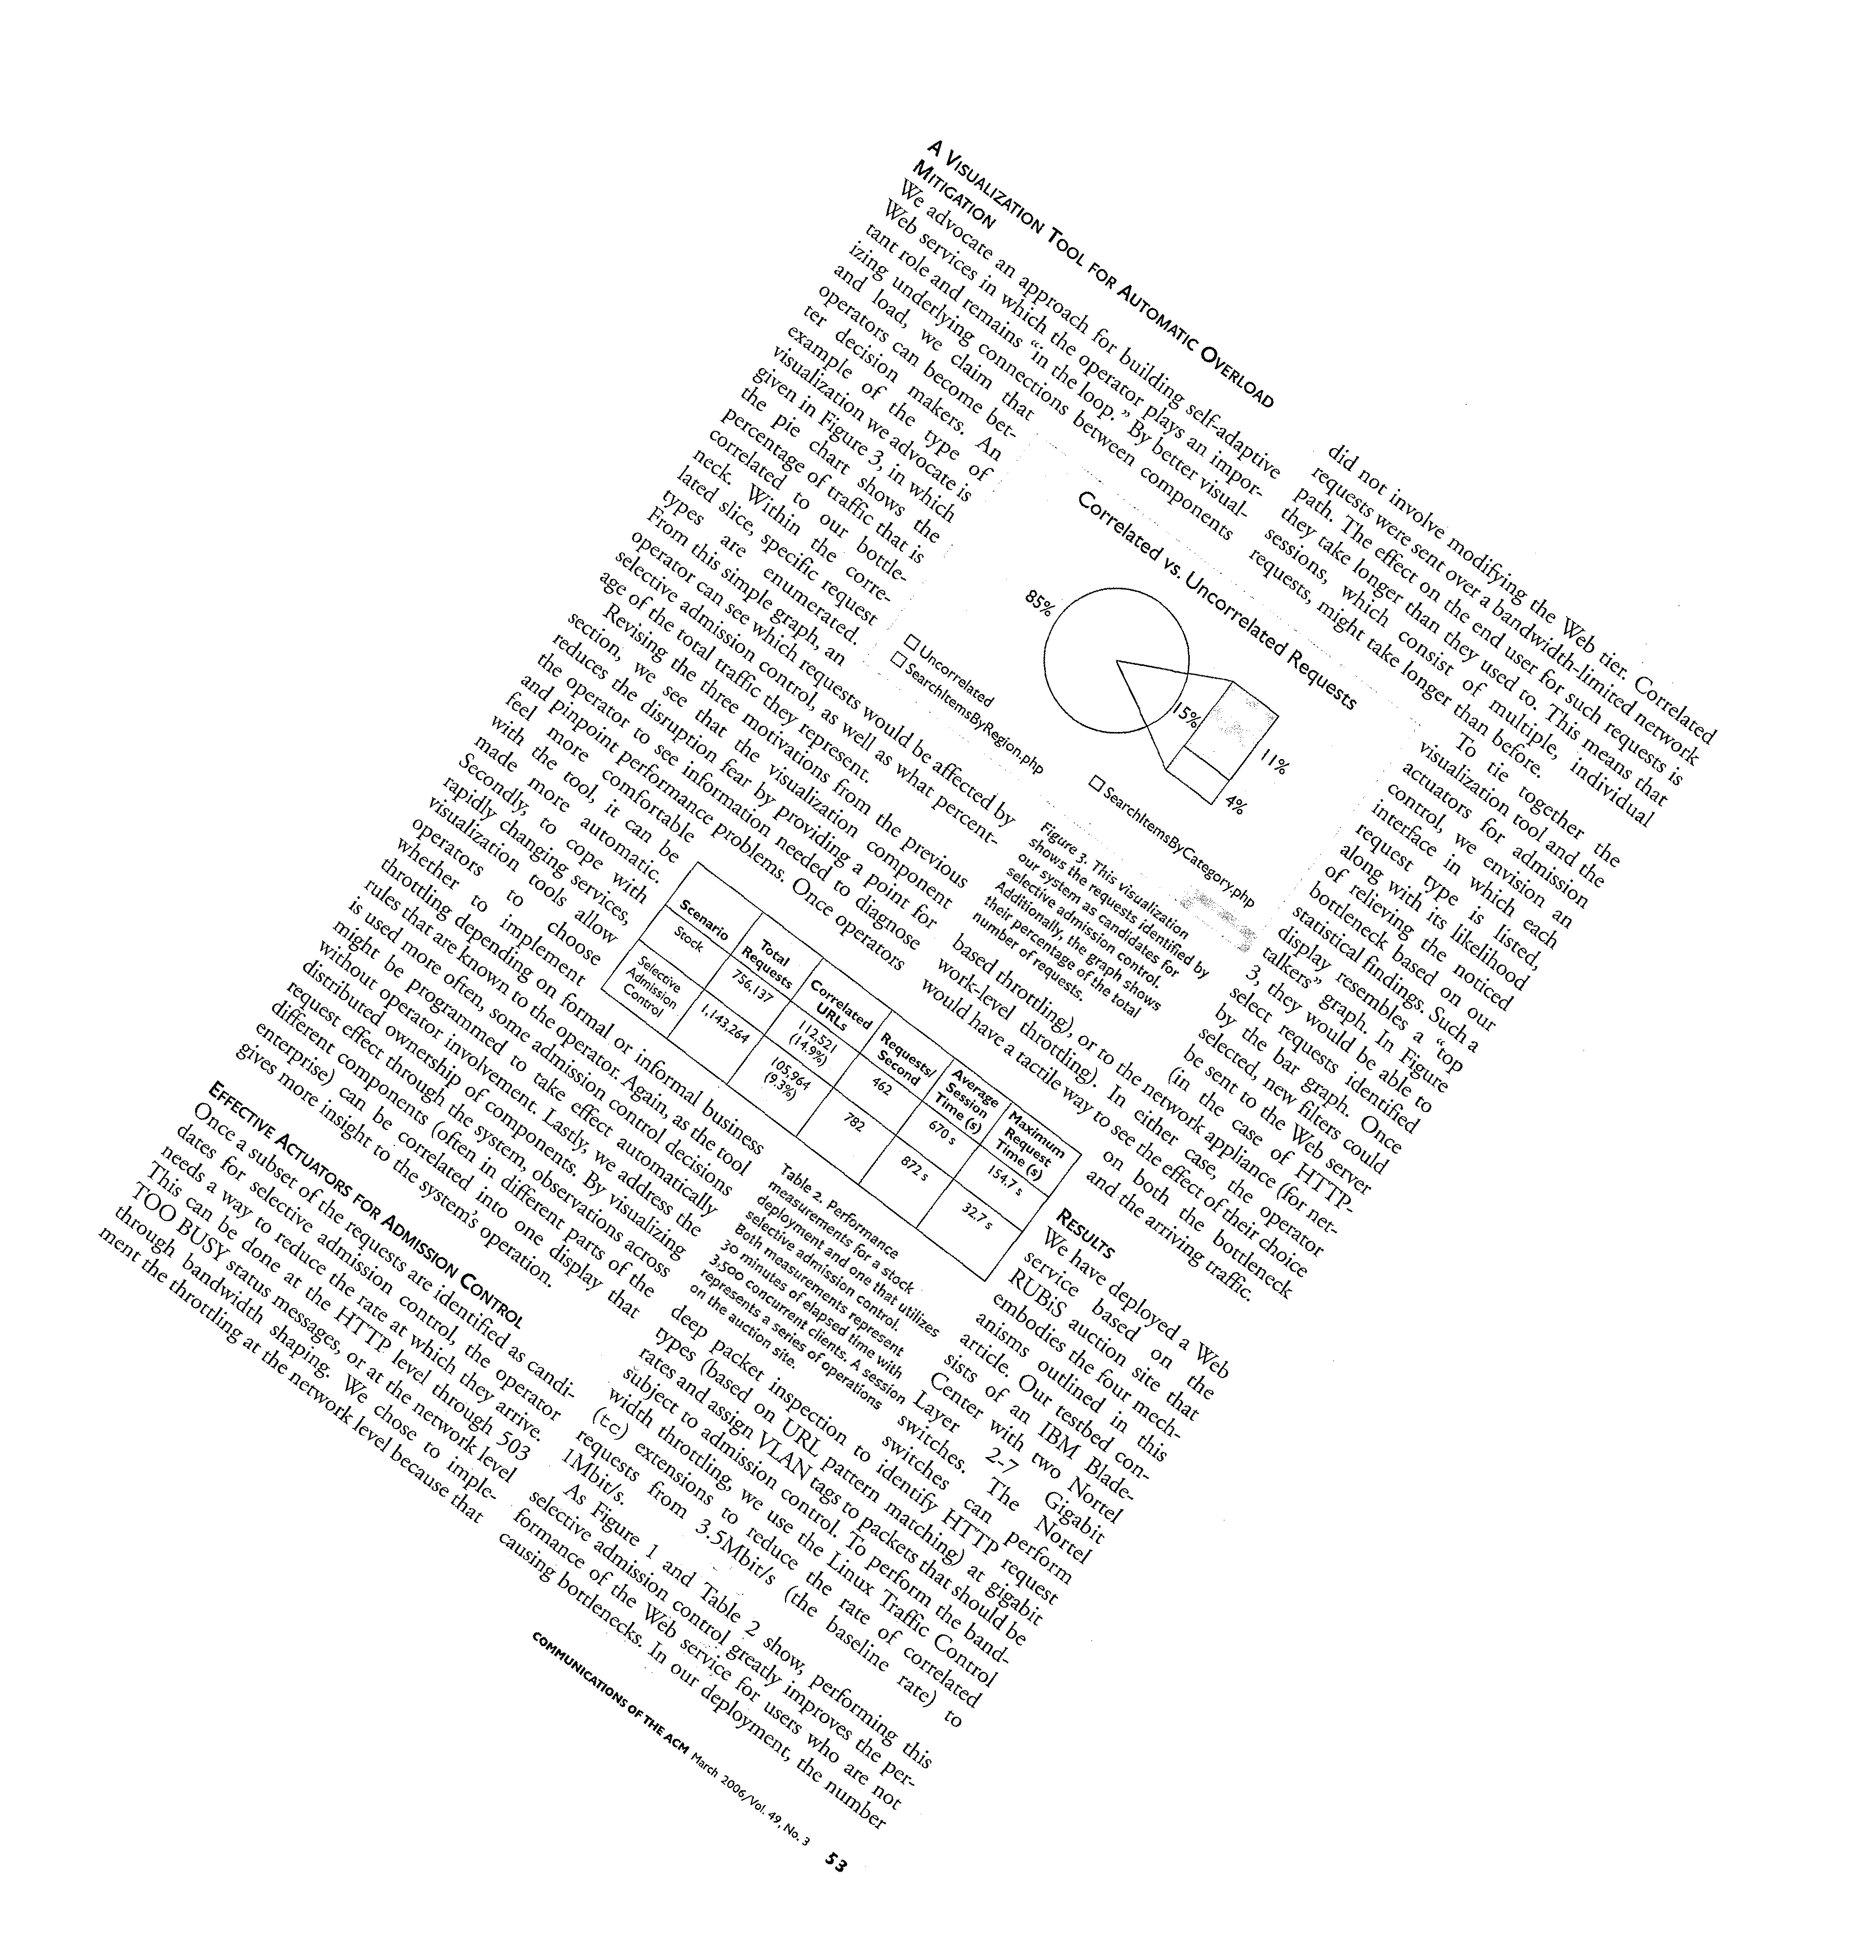 A VISUALIZATION TOOL FOR AUTOMATIC OVERLOAD
MITIGATION
We advocate an approach for building self-adaptive
Web services in which the operator plays an impor-
tant role and remains “in the loop.” By better visual-
izing underlying connections between components
and load, we claim that
operators can become bet-
ter decision makers. An
example of the type of
visualization we advocate is
given in Figure 3, in which
the pie chart shows the
percentage of traffic that is
correlated to our bottle-
neck. Within the corre-
lated slice, specific request
types are enumerated.
From this simple graph, an
operator can see which requests would be affected by
selective admission control, as well as what percent-
age of the total traffic they represent.
Revising the three motivations from the previous
section, we see that the visualization component
reduces the disruption fear by providing a point for
the operator to see information needed to diagnose
and pinpoint performance problems. Once operators
feel more comfortable
with the tool, it can be
made more automatic.
Secondly, to cope with
rapidly changing services,
visualization tools allow
operators to choose
whether to implement
throttling depending on formal or informal business
rules that are known to the operator. Again, as the tool
is used more often, some admission control decisions
might be programmed to take effect automatically
without operator involvement. Lastly, we address the
distributed ownership of components. By visualizing
request effect through the system, observations across
different components (often in different parts of the
enterprise) can be correlated into one display that
gives more insight to the system's operation.
EFFECTIVE ACTUATORS FOR ADMISSION CONTROL
Once a subset of the requests are identified as candi-
dates for selective admission control, the operator
needs a way to reduce the rate at which they arrive.
This can be done at the HTTP level through 503
TOO BUSY status messages, or at the network level
through bandwidth shaping. We chose to imple-
ment the throttling at the network level because that
did not involve modifying the Web tier. Correlated
requests were sent over a bandwidth-limited network
path. The effect on the end user for such requests is
they take longer than they used to. This means that
sessions, which consist of multiple, individual
requests, might take longer than before.
To tie together the
visualization tool and the
actuators for admission
control, we envision an
interface in which each
request type is listed,
along with its likelihood
of relieving the noticed
bottleneck based on our
statistical findings. Such a
display resembles a “top
talkers” graph. In Figure
3, they would be able to
select requests identified
by the bar graph. Once
selected, new filters could
be sent to the Web server
(in the case of HTTP-
based throttling), or to the network appliance (for net-
work-level throttling). In either case, the operator
would have a tactile way to see the effect of their choice
on both the bottleneck
and the arriving traffic.
RESULTS
We have deployed a Web
service based on the
RUBiS auction site that
embodies the four mech-
anisms outlined in this
article. Our testbed con-
sists of an IBM Blade-
Center with two Nortel
Layer 2-7 Gigabit
switches. The Nortel
switches can perform
deep packet inspection to identify HTTP request
types (based on URL pattern matching) at gigabit
rates and assign VLAN tags to packets that should be
subject to admission control. To perform the band-
width throttling, we use the Linux Traffic Control
(tc) extensions to reduce the rate of correlated
requests from 3.5Mbit/s (the baseline rate) to
1Mbit/s.
As Figure 1 and Table 2 show, performing this
selective admission control greatly improves the per-
formance of the Web service for users who are not
causing bottlenecks. In our deployment, the number
Correlated vs. Uncorrelated Requests
85%
15%
11%
4%
Uncorrelated
SearchItemsByRegion.php
SearchItemsByCategory.php
Figure 3. This visualization
shows the requests identified by
our system as candidates for
selective admission control.
Additionally, the graph shows
their percentage of the total
number of requests.
Scenario Total Requests Correlated URLs Requests/ Second Average Session Time (s) Maximum Request Time (s)
Stock 756,137 112,521 (14.9%) 462 670 s 154.7 s
Selective Admission Control 1,143,264 105,964 (9.3%) 782 872 s 32.7 s
Table 2. Performance
measurements for a stock
deployment and one that utilizes
selective admission control.
Both measurements represent
30 minutes of elapsed time with
3,500 concurrent clients. A session
represents a series of operations
on the auction site.
COMMUNICATIONS OF THE ACM March 2006/Vol. 49, No. 3 53